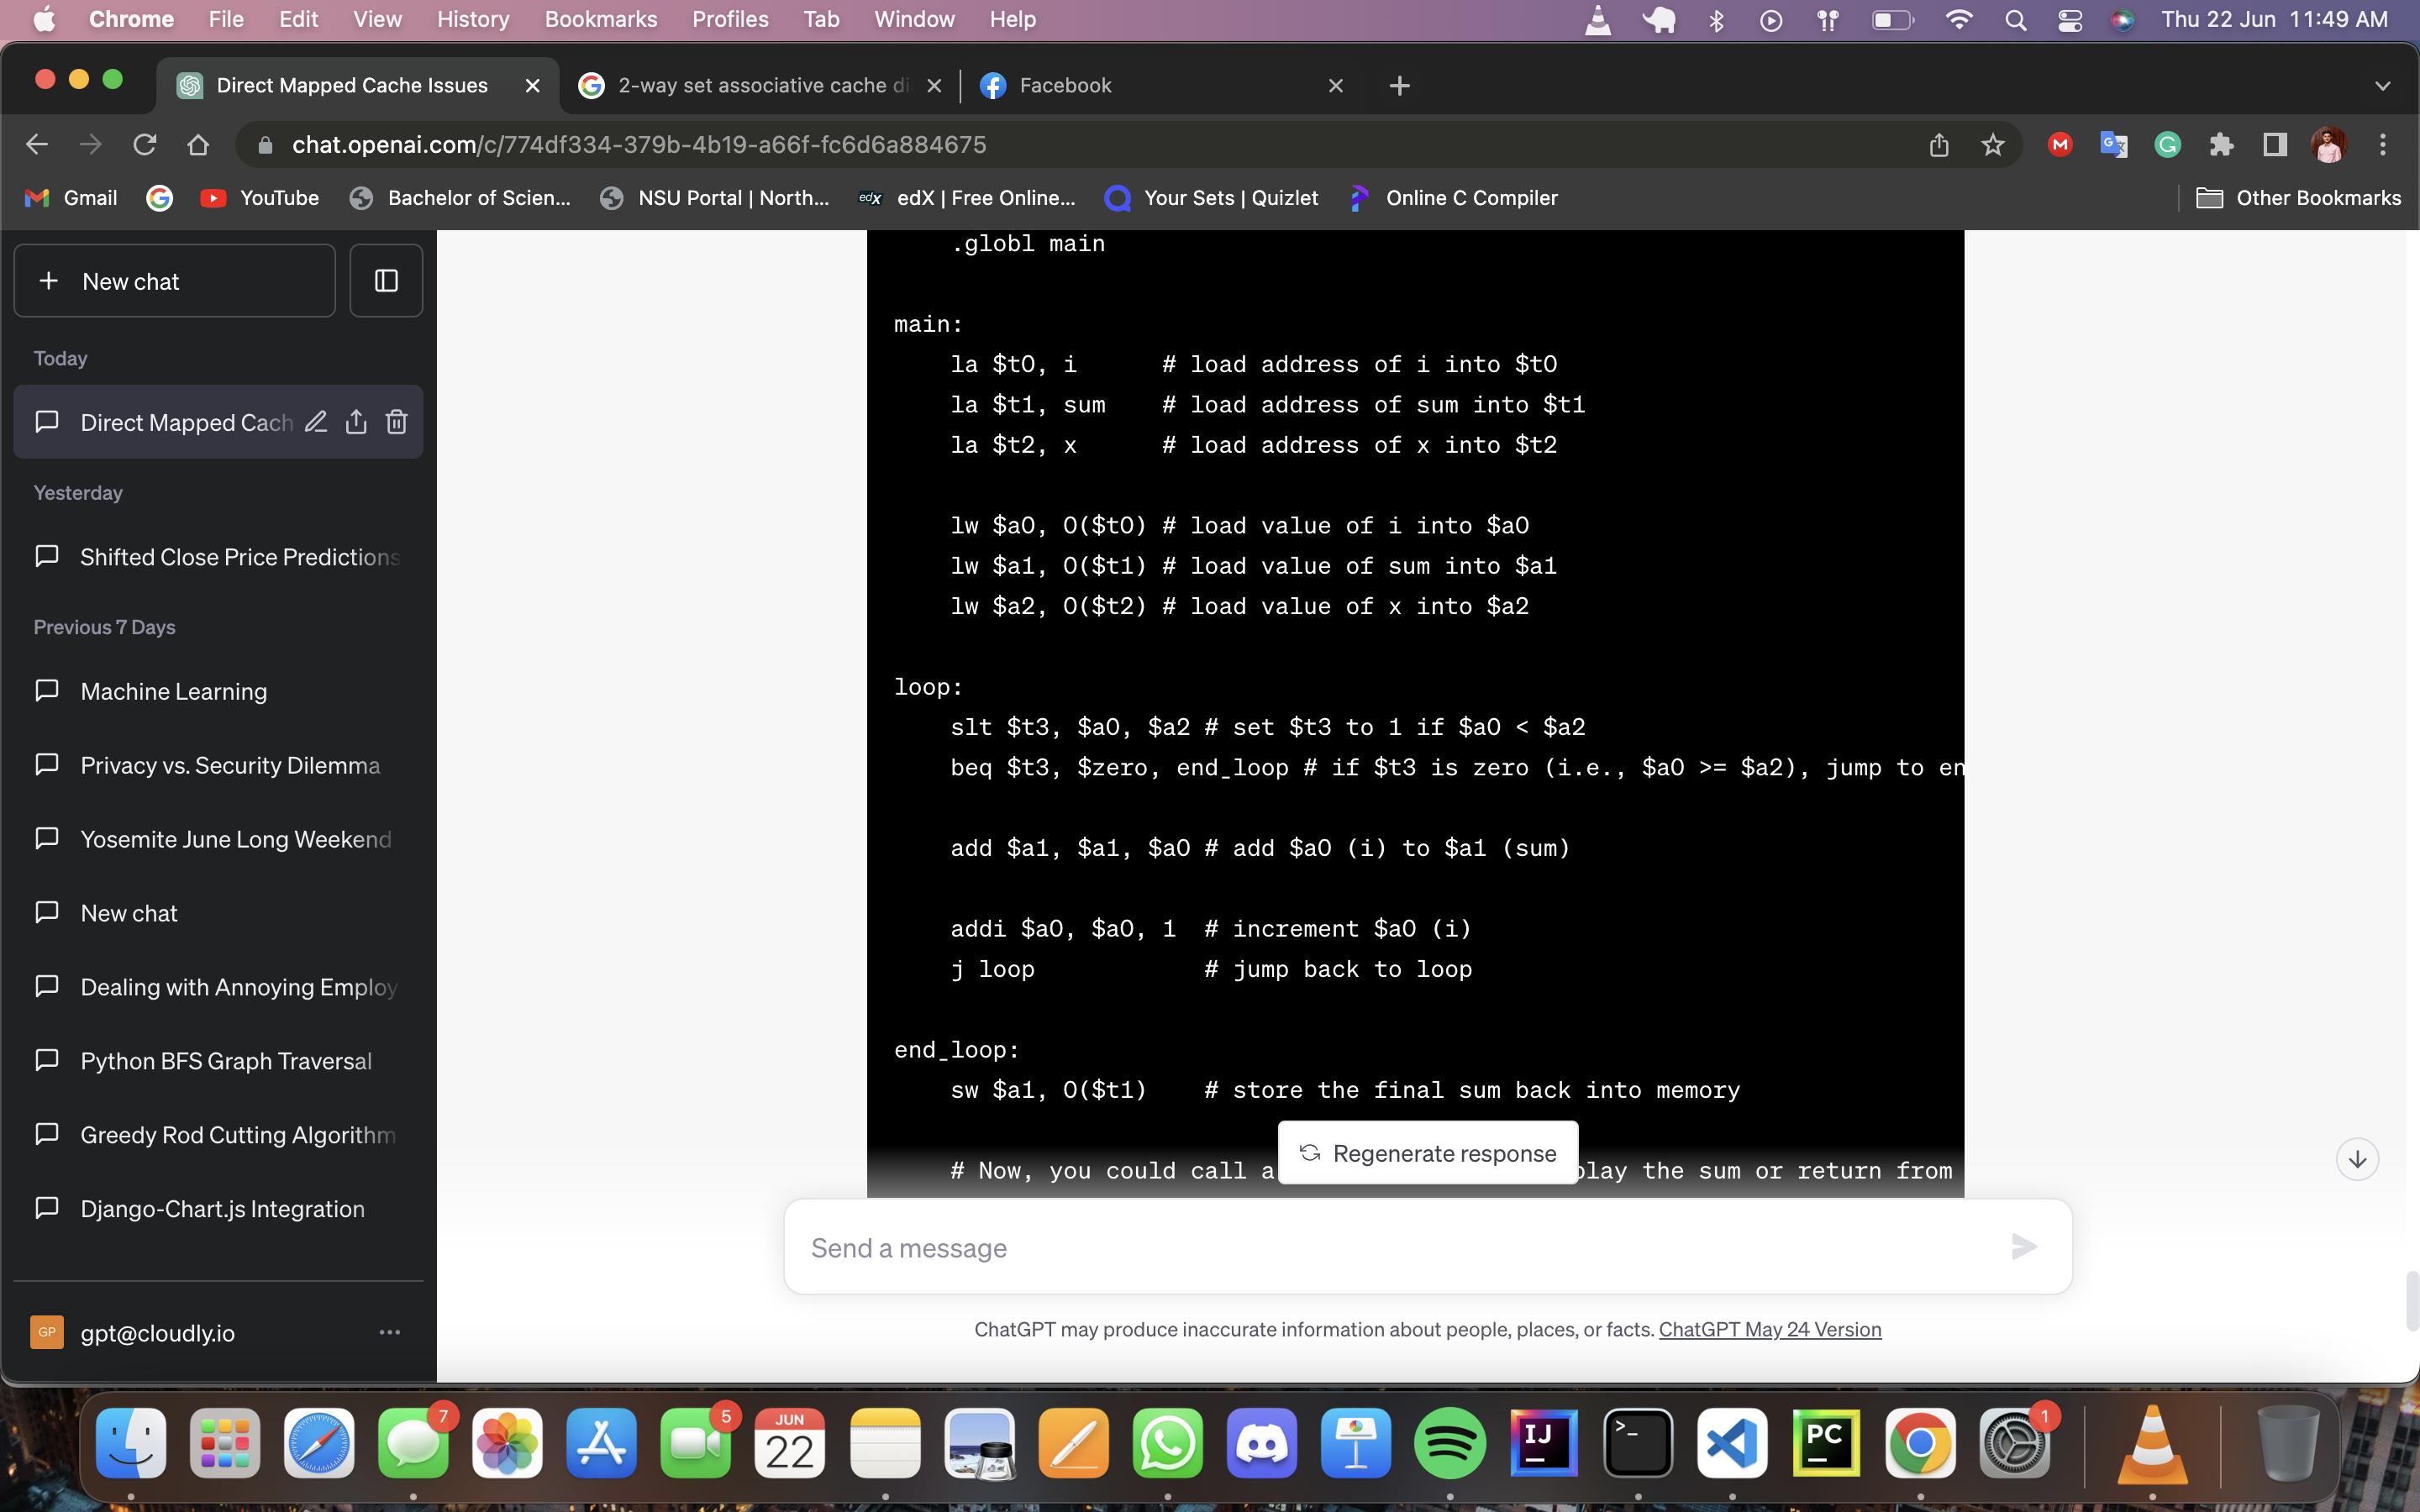 Chrome File Edit View History Bookmarks Profiles Tab Window Help Thu 22 Jun 11:49 AM
Direct Mapped Cache Issues 2-way set associative cache di Facebook
chat.openai.com/c/774df334-379b-4b19-a66f-fc6d6a884675
Gmail YouTube Bachelor of Scien... NSU Portal | North... edX edX | Free Online... Your Sets | Quizlet Online C Compiler Other Bookmarks
New chat
Today
Direct Mapped Cach
Yesterday
Shifted Close Price Predictions
Previous 7 Days
Machine Learning
Privacy vs. Security Dilemma
Yosemite June Long Weekend
New chat
Dealing with Annoying Employ
Python BFS Graph Traversal
Greedy Rod Cutting Algorithm
Django-Chart.js Integration
GP gpt@cloudly.io
.globl main
main:
la $t0, i # load address of i into $t0
la $t1, sum # load address of sum into $t1
la $t2, x # load address of x into $t2
lw $a0, 0($t0) # load value of i into $a0
lw $a1, 0($t1) # load value of sum into $a1
lw $a2, 0($t2) # load value of x into $a2
loop:
slt $t3, $a0, $a2 # set $t3 to 1 if $a0 < $a2
beq $t3, $zero, end_loop # if $t3 is zero (i.e., $a0 >= $a2), jump to en
add $a1, $a1, $a0 # add $a0 (i) to $a1 (sum)
addi $a0, $a0, 1 # increment $a0 (i)
j loop # jump back to loop
end_loop:
sw $a1, 0($t1) # store the final sum back into memory
# Now, you could call a play the sum or return from
Regenerate response
Send a message
ChatGPT may produce inaccurate information about people, places, or facts. ChatGPT May 24 Version
7 5 JUN 22 IJ >_ PC 1